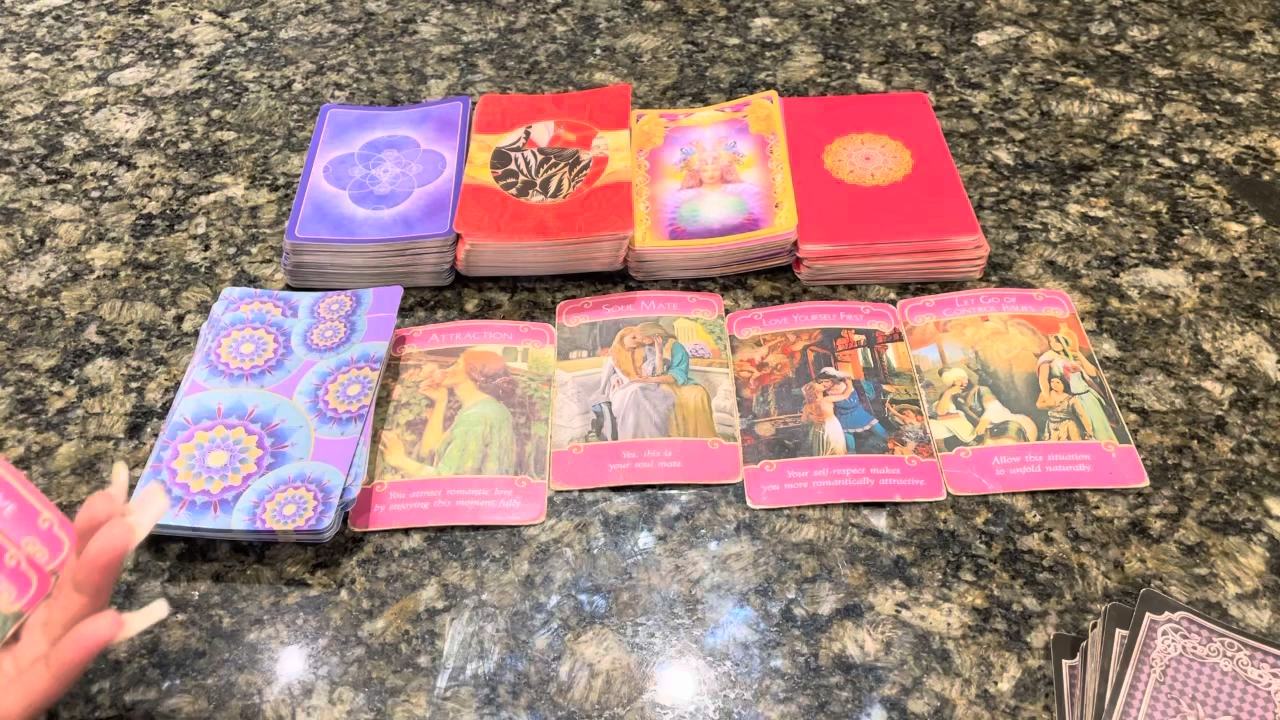 ATTRACTION
You attract romantic love
by enjoying this moment fully.
SOUL MATE
Yes, this is
your soul mate.
LOVE YOURSELF FIRST
Your self-respect makes
you more romantically attractive.
LET GO OF
CONTROL ISSUES
Allow this situation
to unfold naturally.